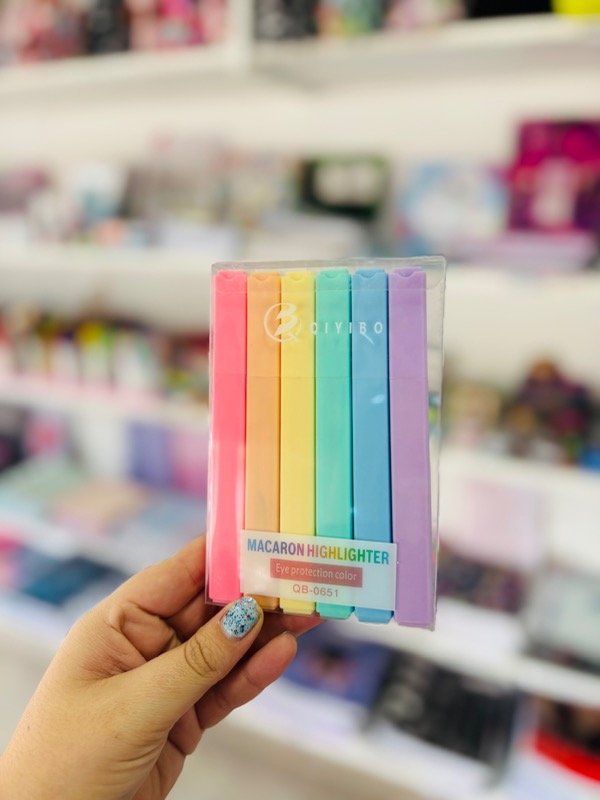 QIYIBO
MACARON HIGHLIGHTER
Eye protection color
QB-0651